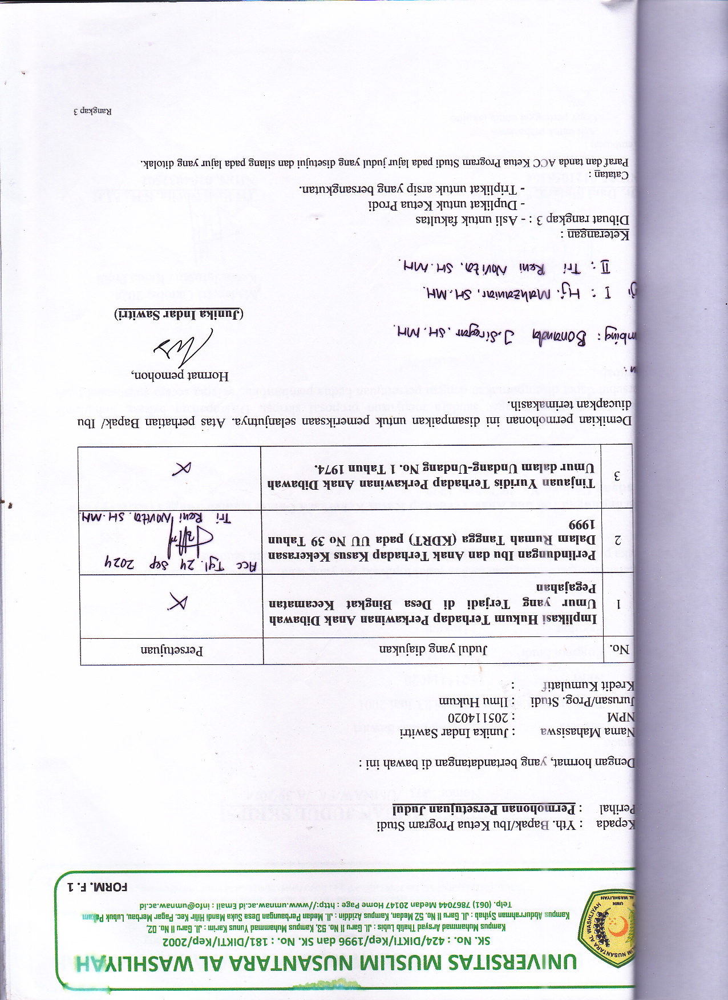 UNIVERSITAS MUSLIM NUSANTARA AL WASHLIYAH
SK. No. : 424/DIKTI/Kep/1996 dan SK. No. : 181/DIKTI/Kep/2002
Kampus Muhammad Arsyad Thalib Lubis : Jl. Garu II No. 93, Kampus Muhammad Yunus Karim : Jl. Garu II No. 02,
Kampus Abdurrahman Syihab : Jl. Garu II No. 52 Medan, Kampus Aziddin : Jl. Medan Perbaungan Desa Suka Mandi Hilir Kec. Pagar Merbau, Lubuk Pakam
Telp. (061) 7867044 Medan 20147 Home Page : http://www.umnaw.ac.id Email : info@umnaw.ac.id
FORM. F. 1
Kepada : Yth. Bapak/Ibu Ketua Program Studi
Perihal : Permohonan Persetujuan Judul
Dengan hormat, yang bertandatangan di bawah ini :
Nama Mahasiswa : Junika Indar Sawitri
NPM : 205114020
Jurusan/Prog. Studi : Ilmu Hukum
Kredit Kumulatif :
No. Judul yang diajukan Persetujuan
1 Implikasi Hukum Terhadap Perkawinan Anak Dibawah
Umur yang Terjadi di Desa Bingkat Kecamatan
Pegajahan
2 Perlindungan Ibu dan Anak Terhadap Kasus Kekerasan
Dalam Rumah Tangga (KDRT) pada UU No 39 Tahun
1999
Acc Tgl. 24 Sep 2024
Tri Reni Novita. SH.MH.
3 Tinjauan Yuridis Terhadap Perkawinan Anak Dibawah
Umur dalam Undang-Undang No. 1 Tahun 1974.
Demikian permohonan ini disampaikan untuk pemeriksaan selanjutnya. Atas perhatian Bapak/ Ibu
diucapkan terimakasih.
Hormat pemohon,
mbing : Bonanda J.Siregar.SH.MH.
(Junika Indar Sawitri)
I : Hj. Mahzaniar, SH.MH.
II : Tri Reni Novita. SH.MH.
Keterangan :
Dibuat rangkap 3 : - Asli untuk fakultas
- Duplikat untuk Ketua Prodi
- Triplikat untuk arsip yang bersangkutan.
Catatan :
Paraf dan tanda ACC Ketua Program Studi pada lajur judul yang disetujui dan silang pada lajur yang ditolak.
Rangkap 3